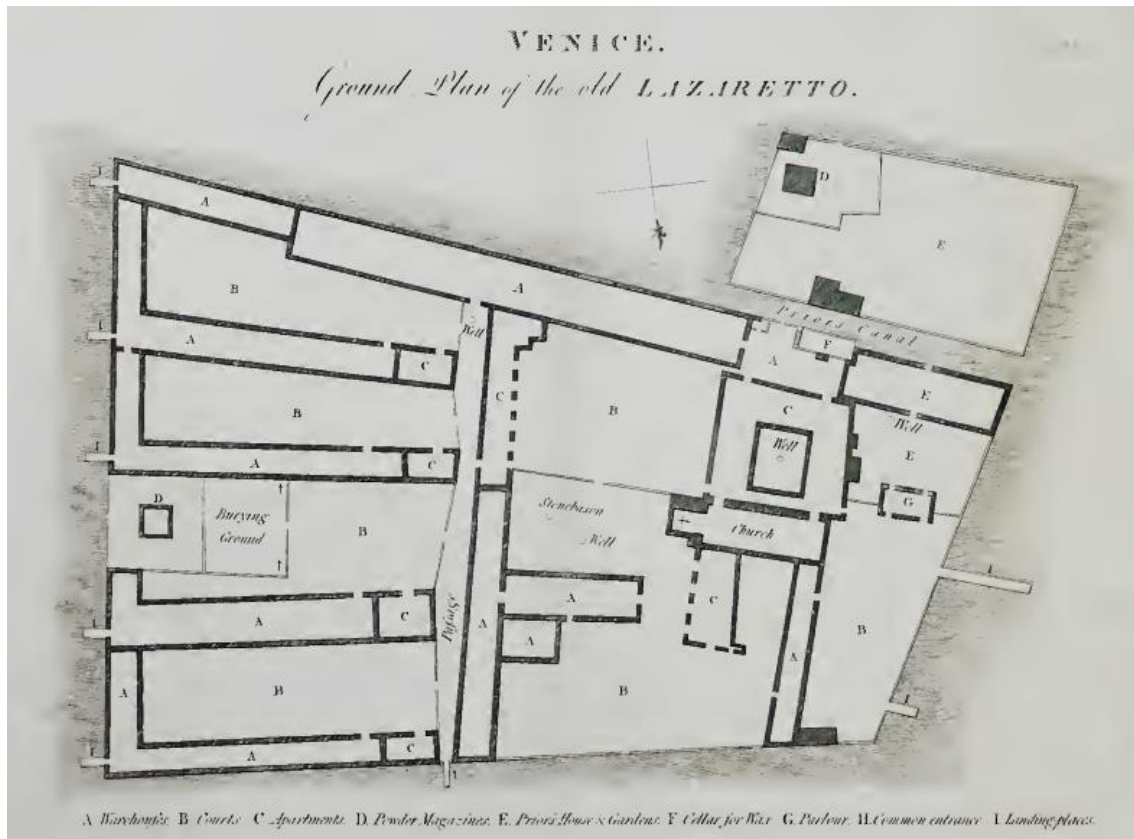 VENICE.
Ground Plan of the old LAZARETTO.
I
A
D
E
B
A
I
Well
Priors Canal
F
A
A
C
C
E
B
B
C
Well
Well
E
I
A
C
G
D
Burying
Ground
B
Stonebason
Well
Church
I
A
C
A
C
B
Passage
I
A
A
A
B
B
A
I
A
C
I
I
A Warehouses. B Courts. C Apartments. D. Powder Magazines. E. Priors House & Gardens. F Cellar for Wax G. Parlour. H. Common entrance I Landing places.